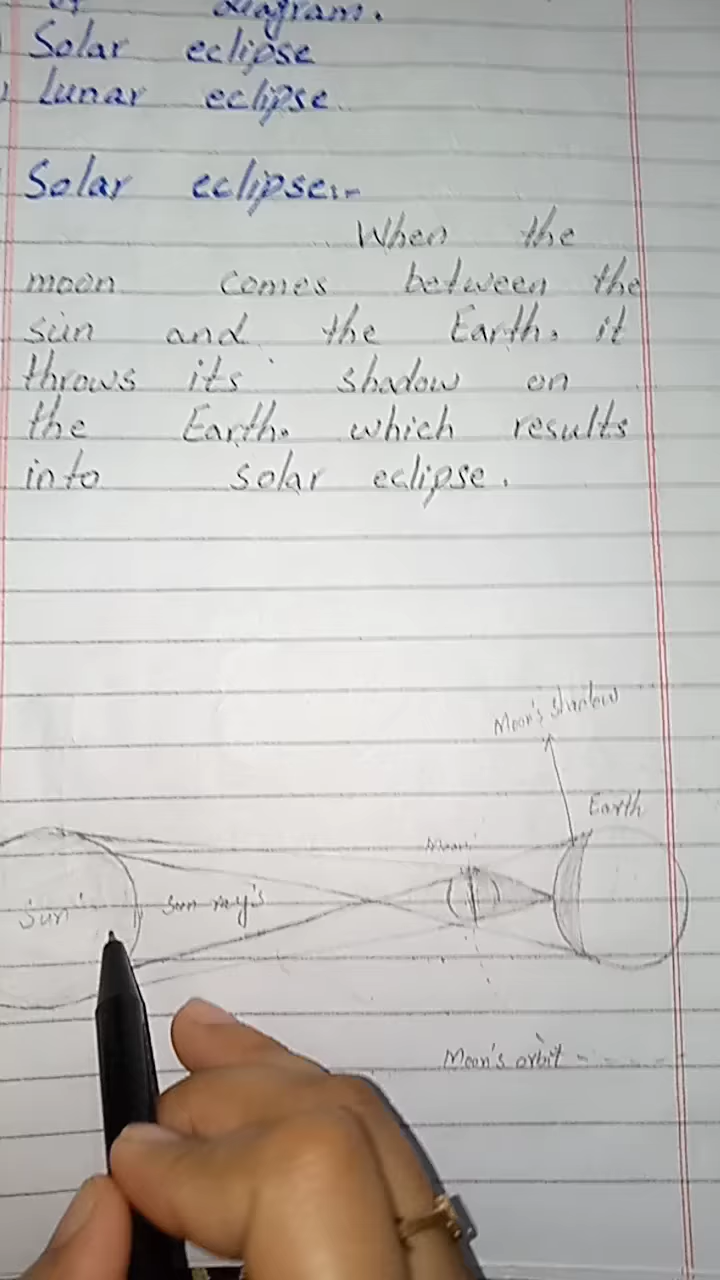 of diagram.
Solar eclipse
Lunar eclipse
Solar eclipse:-
When the
moon comes between the
sun and the Earth. it
throws its shadow on
the Earth. which results
into solar eclipse.
Moon's shadow
Earth
Moon
Sun
Sun ray's
Moon's orbit